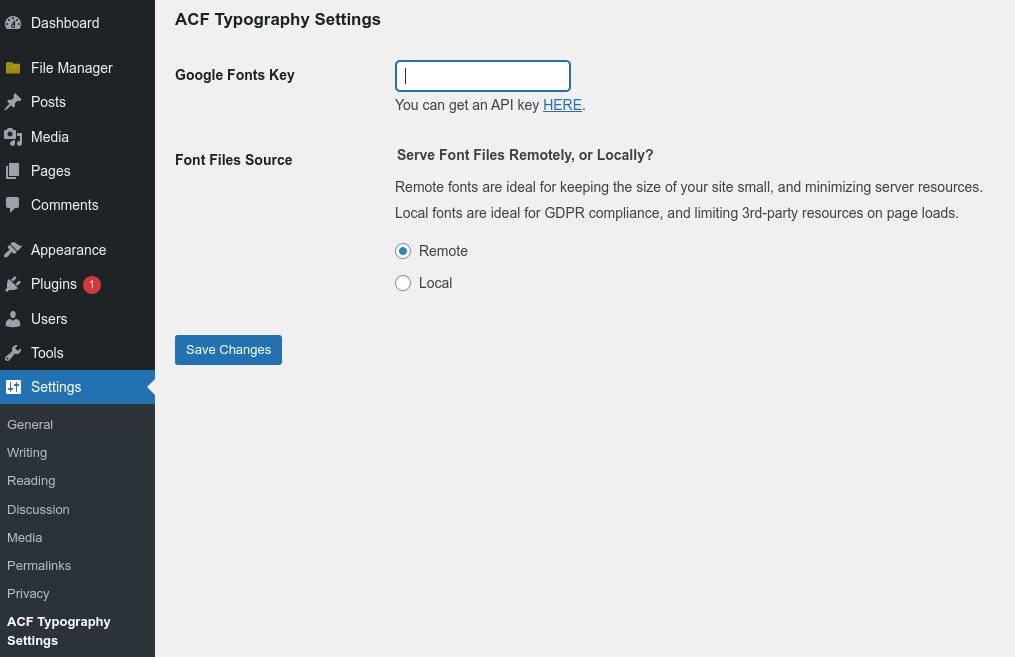 Dashboard
File Manager
Posts
Media
Pages
Comments
Appearance
Plugins 1
Users
Tools
Settings
General
Writing
Reading
Discussion
Media
Permalinks
Privacy
ACF Typography
Settings
ACF Typography Settings
Google Fonts Key
You can get an API key HERE.
Font Files Source
Serve Font Files Remotely, or Locally?
Remote fonts are ideal for keeping the size of your site small, and minimizing server resources.
Local fonts are ideal for GDPR compliance, and limiting 3rd-party resources on page loads.
Remote
Local
Save Changes